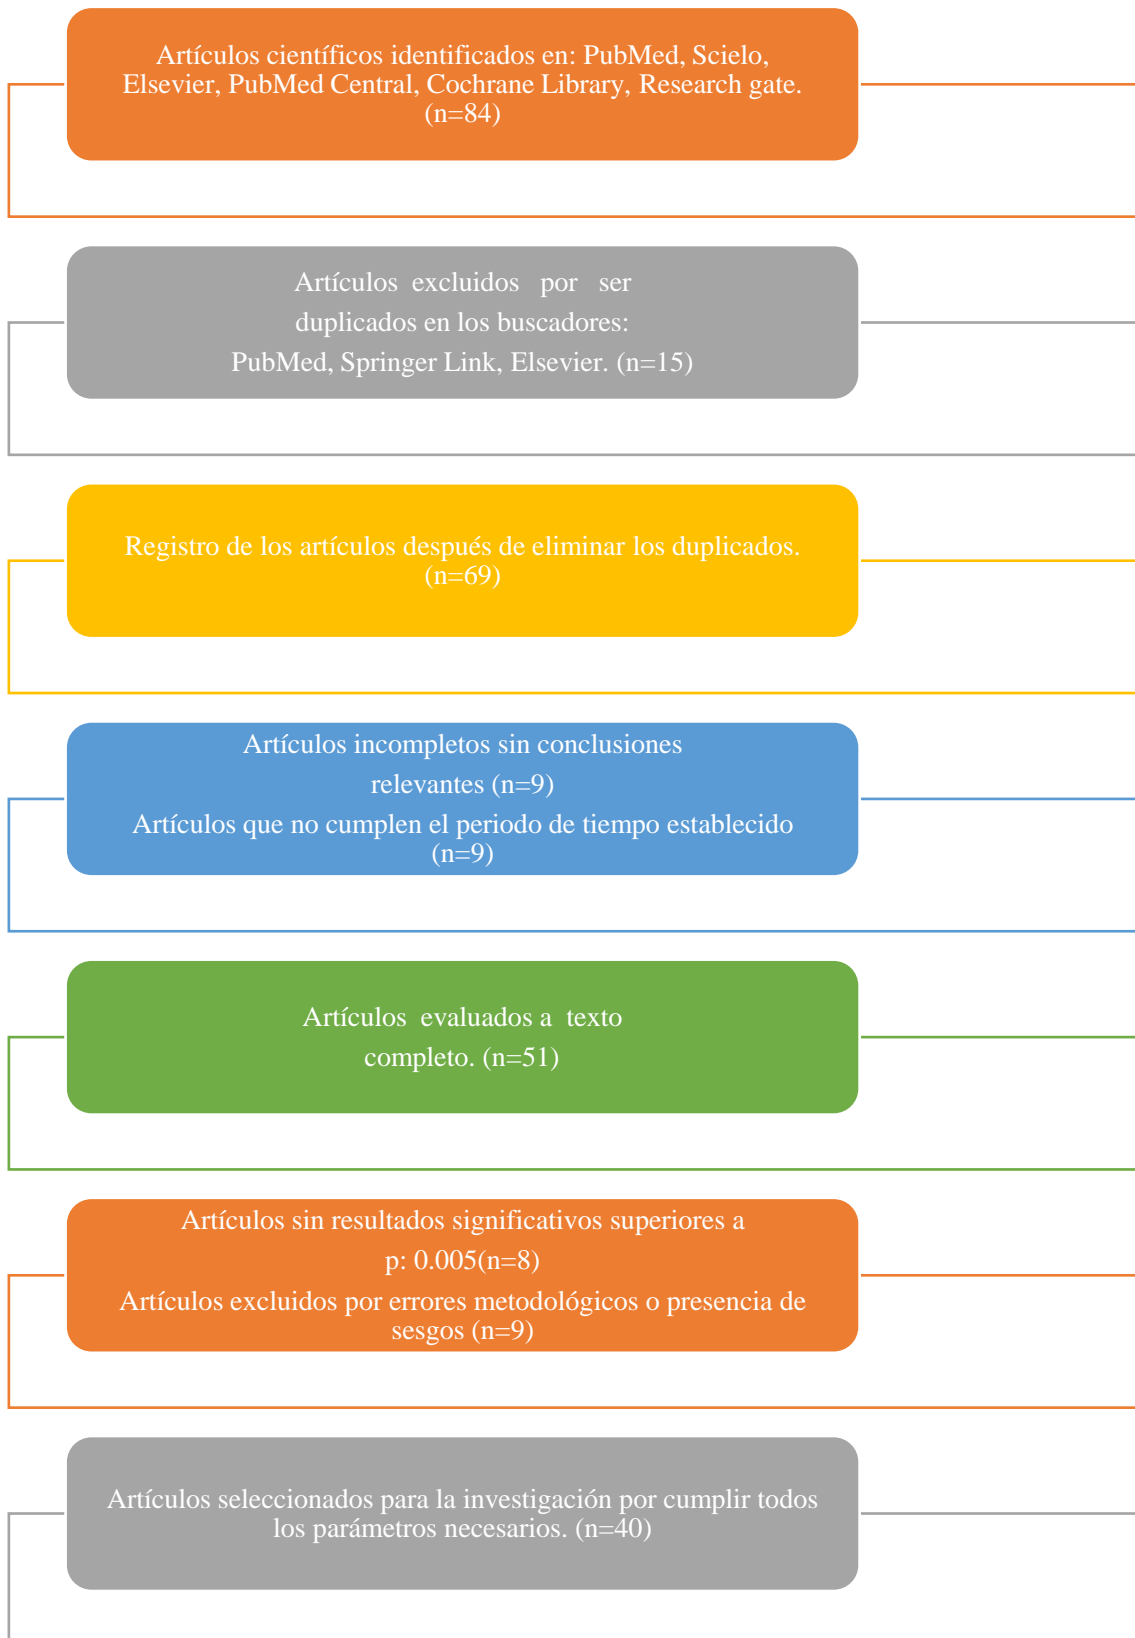 Artículos científicos identificados en: PubMed, Scielo,
Elsevier, PubMed Central, Cochrane Library, Research gate.
(n=84)
Artículos excluidos por ser
duplicados en los buscadores:
PubMed, Springer Link, Elsevier. (n=15)
Registro de los artículos después de eliminar los duplicados.
(n=69)
Artículos incompletos sin conclusiones
relevantes (n=9)
Artículos que no cumplen el periodo de tiempo establecido
(n=9)
Artículos evaluados a texto
completo. (n=51)
Artículos sin resultados significativos superiores a
p: 0.005(n=8)
Artículos excluidos por errores metodológicos o presencia de
sesgos (n=9)
Artículos seleccionados para la investigación por cumplir todos
los parámetros necesarios. (n=40)